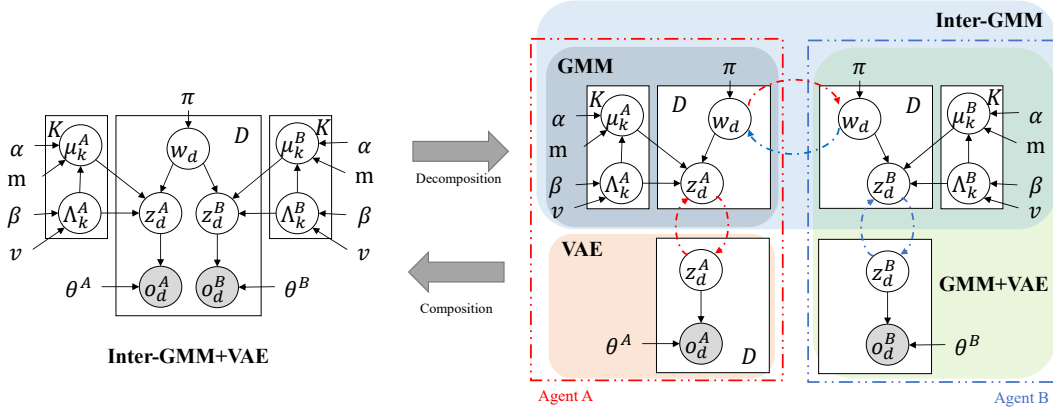 π
K
μ_k^A
α
m
β
v
Λ_k^A
D
w_d
z_d^A
z_d^B
o_d^A
o_d^B
θ^A
θ^B
K
μ_k^B
Λ_k^B
α
m
β
v
Inter-GMM+VAE
Decomposition
Composition
Inter-GMM
GMM
π
K
μ_k^A
α
m
β
v
Λ_k^A
D
w_d
z_d^A
VAE
z_d^A
o_d^A
θ^A
D
Agent A
π
D
w_d
z_d^B
K
μ_k^B
Λ_k^B
α
m
β
v
z_d^B
GMM+VAE
o_d^B
θ^B
Agent B